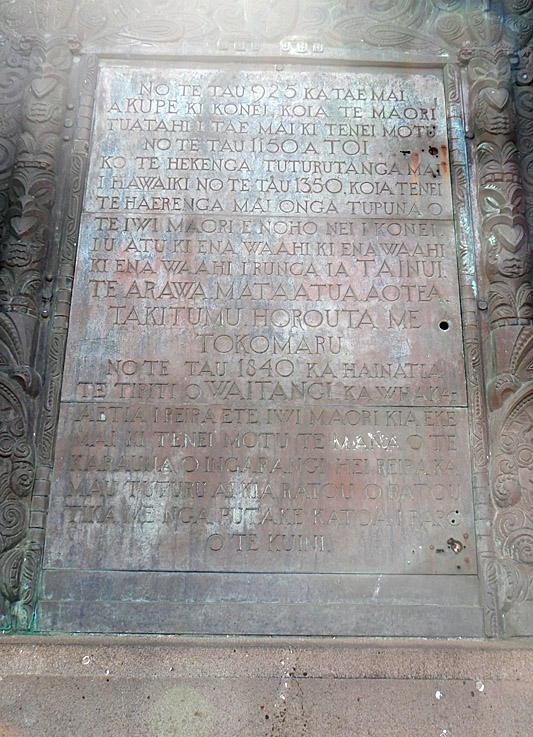 NO TE TAU 925 KA TAE MAI
A KUPE KI KONEI. KOIA TE MAORI
TUATAHI I TAE MAI KI TENEI MOTU
NO TE TAU 1150 A TOI
KO TE HEKENGA TUTURUTANGA MAI
I HAWAIKI NO TE TAU 1350. KOIA TENEI
TE HAERENGA MAI ONGA TUPUNA O
TE IWI MAORI E NOHO NEI I KONEI
I U ATU KI ENA WAAHI KI ENA WAAHI
KI ENA WAAHI I RUNGA IA TAINUI.
TE ARAWA. MATAATUA. AOTEA.
TAKITUMU. HOROUTA ME
TOKOMARU
NO TE TAU 1840 KA HAINATIA
TE TIRITI O WAITANGI. KA WHAKA-
AETIA I REIRA ETE IWI MAORI KIA EKE
MAI KI TENEI MOTU TE MANA O TE
KARAUNA O INGARANGI HEI REIRA KA
MAU TUTURU AI KIA RATOU O RATOU
TIKA ME NGA PUTAKE KATOA
O TE KUINI.